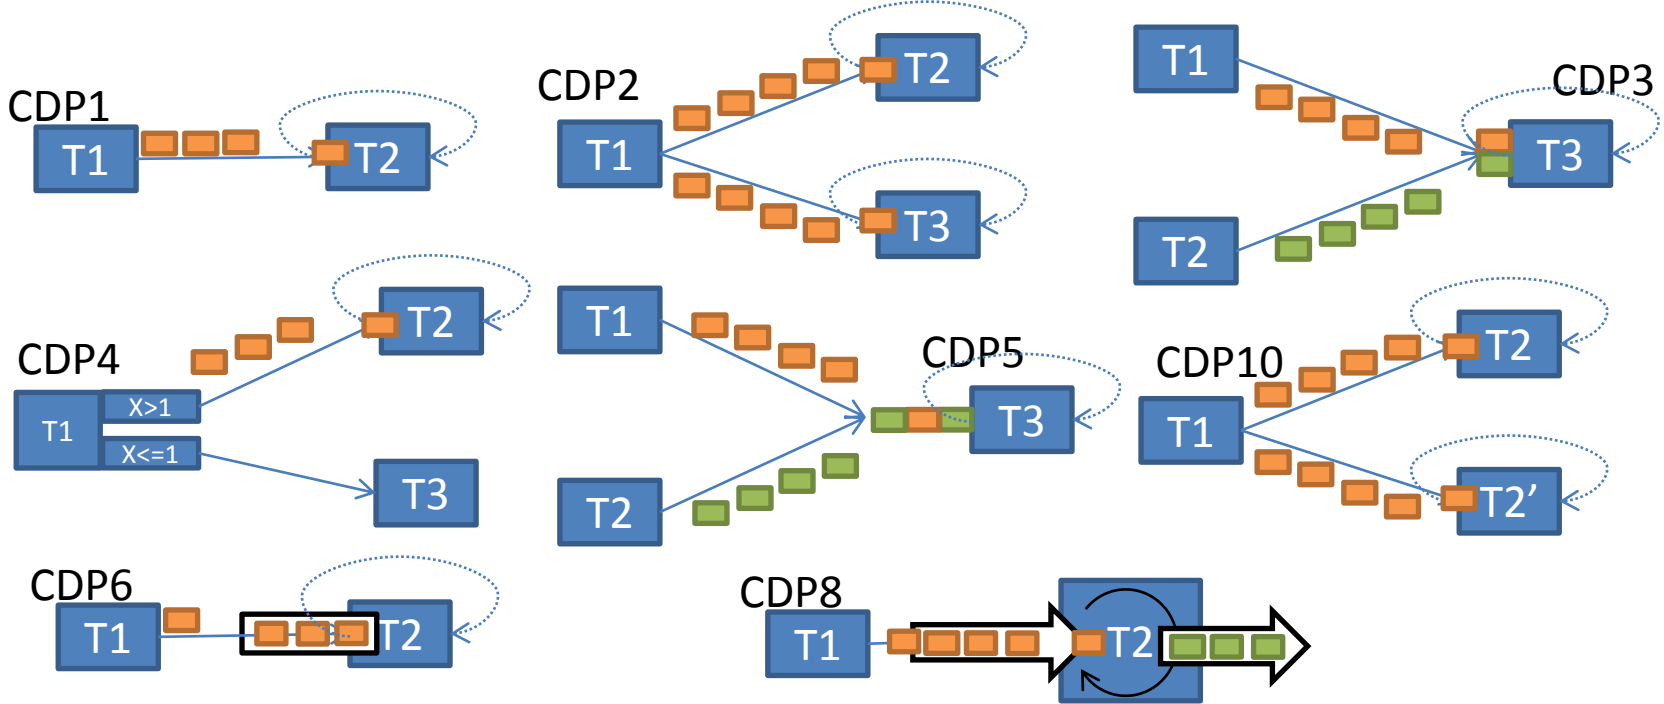 CDP1
T1
T2
CDP2
T1
T2
T3
CDP3
T1
T2
T3
CDP4
T1
X>1
X<=1
T2
T3
CDP5
T1
T2
T3
CDP10
T1
T2
T2’
CDP6
T1
T2
CDP8
T1
T2